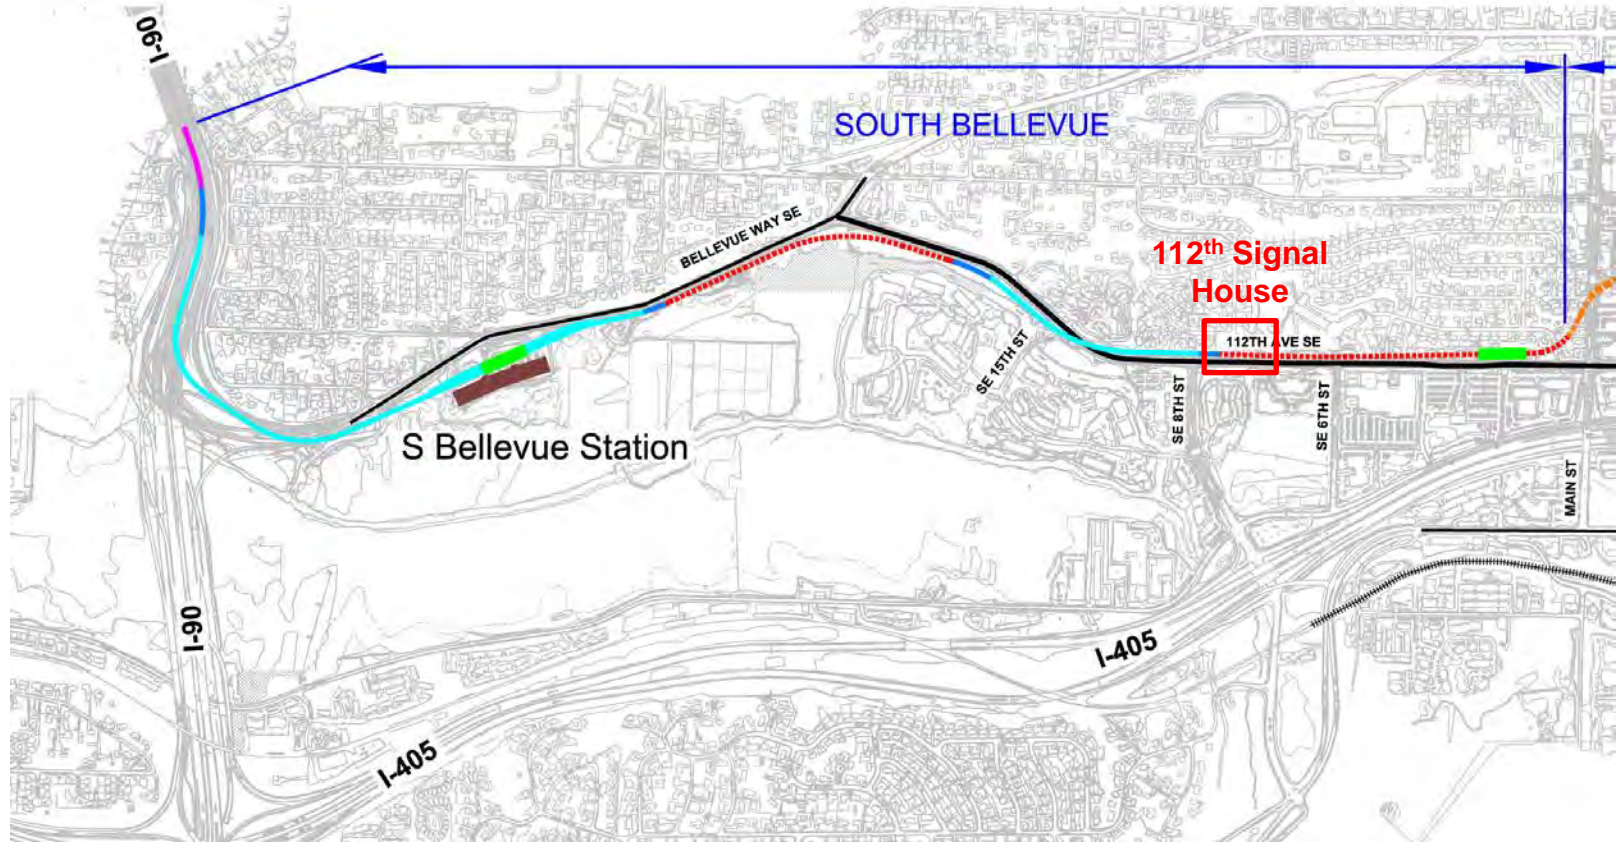 I-90
SOUTH BELLEVUE
BELLEVUE WAY SE
112th Signal
House
112TH AVE SE
SE 15TH ST
SE 8TH ST
SE 6TH ST
MAIN ST
S Bellevue Station
I-90
I-405
I-405